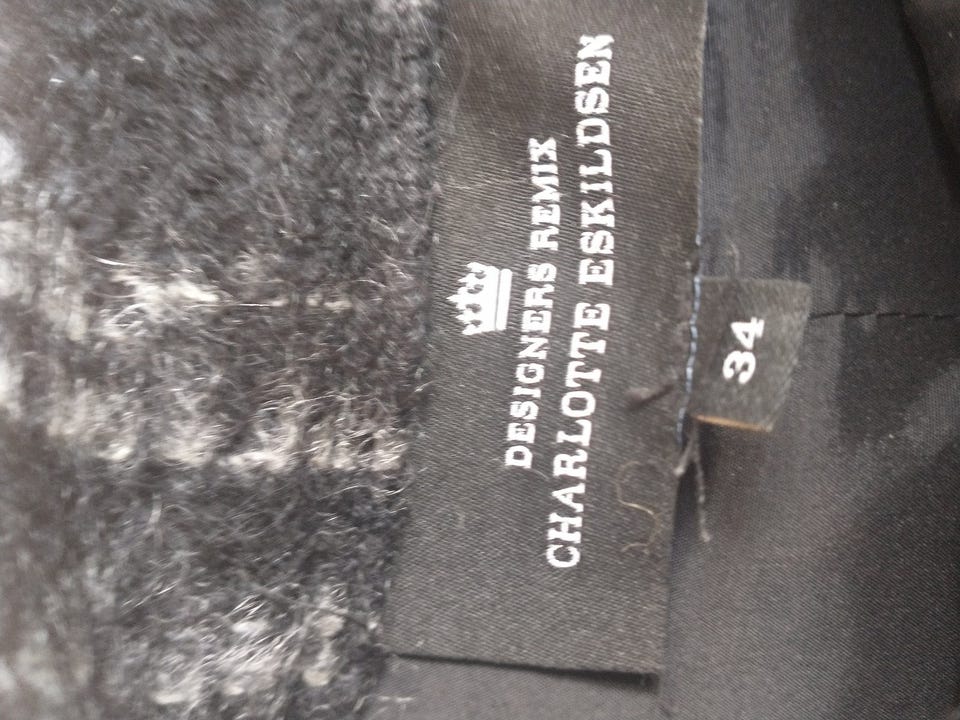 DESIGNERS REMIX
CHARLOTTE ESKILDSEN
34